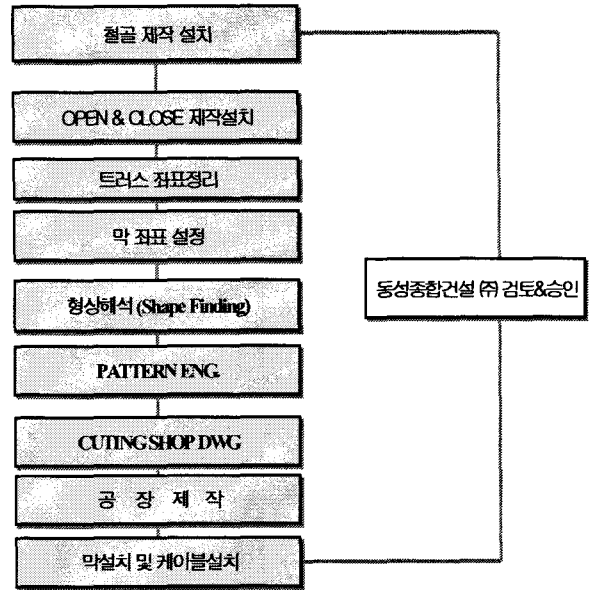 철골 제작 설치
OPEN & CLOSE 제작설치
트러스 좌표정리
막 좌표 설정
형상해석 (Shape Finding)
PATTERN ENG.
CUTING SHOP DWG
공 장 제 작
막설치 및 케이블설치
동성종합건설 ㈜ 검토&승인